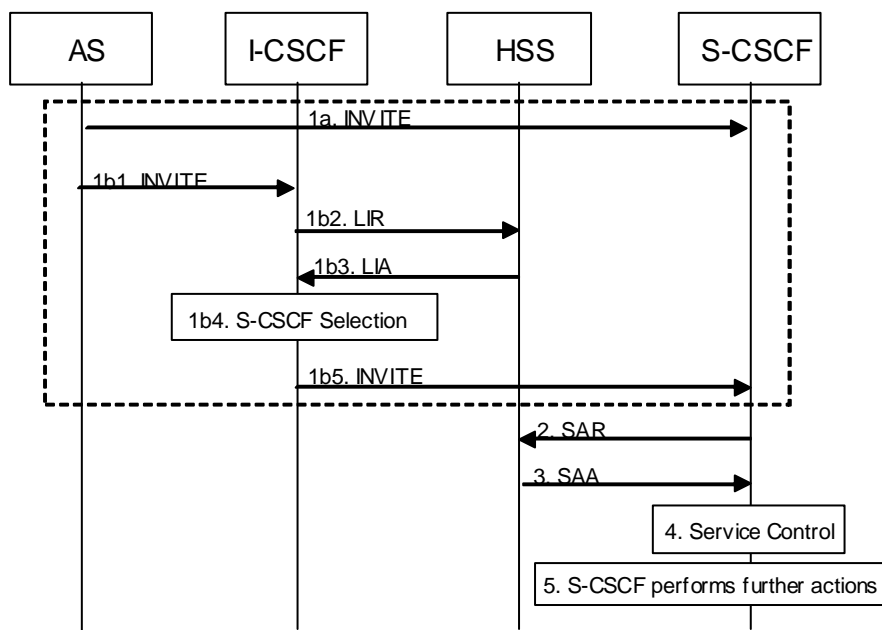 AS
I-CSCF
HSS
S-CSCF
1a. INVITE
1b1. INVITE
1b2. LIR
1b3. LIA
1b4. S-CSCF Selection
1b5. INVITE
2. SAR
3. SAA
4. Service Control
5. S-CSCF performs further actions